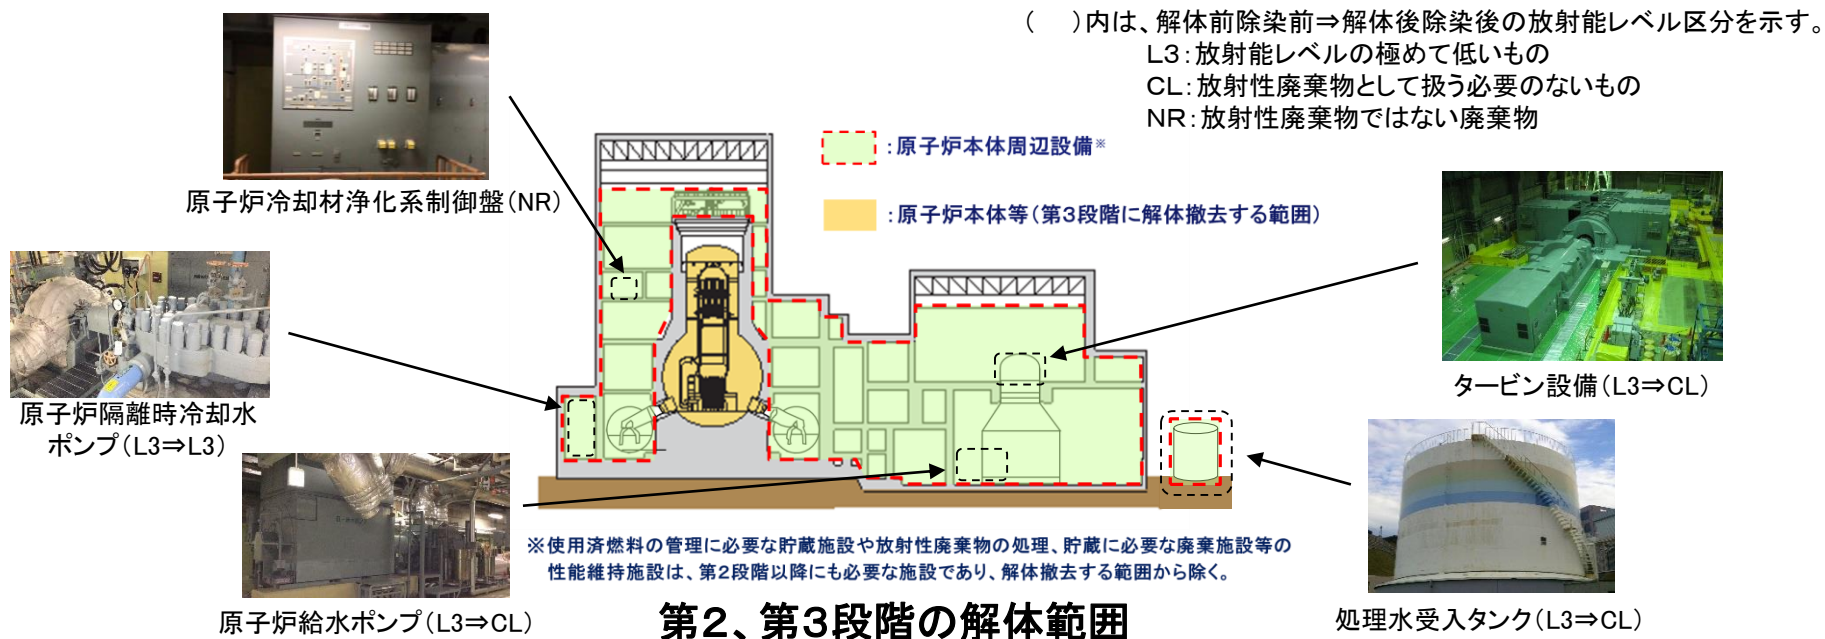 ( )内は、解体前除染前⇒解体後除染後の放射能レベル区分を示す。
L3:放射能レベルの極めて低いもの
CL:放射性廃棄物として扱う必要のないもの
NR:放射性廃棄物ではない廃棄物
:原子炉本体周辺設備※
:原子炉本体等(第3段階に解体撤去する範囲)
原子炉冷却材浄化系制御盤(NR)
原子炉隔離時冷却水
ポンプ(L3⇒L3)
タービン設備(L3⇒CL)
原子炉給水ポンプ(L3⇒CL)
処理水受入タンク(L3⇒CL)
※使用済燃料の管理に必要な貯蔵施設や放射性廃棄物の処理、貯蔵に必要な廃棄施設等の
性能維持施設は、第2段階以降にも必要な施設であり、解体撤去する範囲から除く。
第2、第3段階の解体範囲